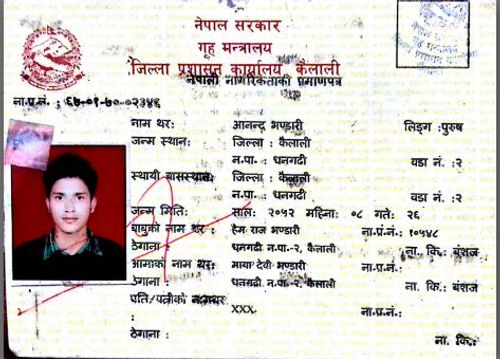 नेपाल सरकार
गृह मन्त्रालय
जिल्ला प्रशासन कार्यालय, कैलाली
नेपाली नागरिकताको प्रमाणपत्र
ना.प्र.नं. : ६७-०१-७०-०२३४६
नाम थर: आनन्द भण्डारी लिङ्ग :पुरुष
जन्म स्थान: जिल्ला : कैलाली
न.पा. : धनगढी वडा नं. :२
स्थायी बासस्थान: जिल्ला : कैलाली
न.पा. : धनगढी वडा नं. :२
जन्म मिति: साल: २०५२ महिना: ०८ गते: २६
बाबुको नाम थर : हेम राज भण्डारी ना.प्र.नं.: १०५४८
ठेगाना : धनगढी न.पा.-२, कैलाली ना. कि.: बंशज
आमाको नाम थर: माया देवी भण्डारी ना.प्र.नं.:
ठेगाना : धनगढी न.पा.-२, कैलाली ना. कि.: बंशज
पति/पत्नीको नाम थर XXX. ना.प्र.नं.:
:
ठेगाना : ना. कि.: